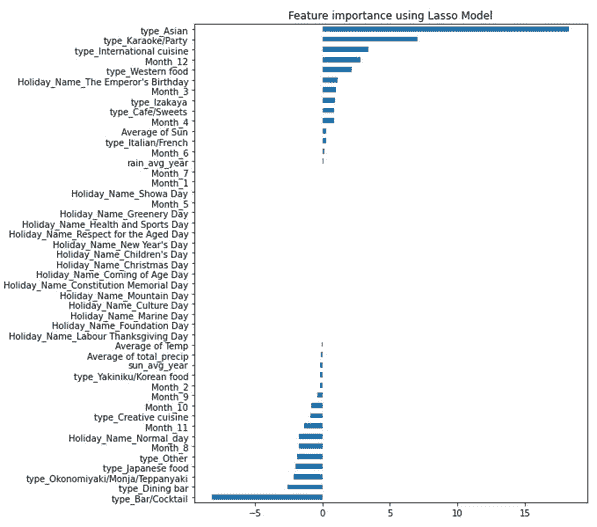 Feature importance using Lasso Model
type_Asian
type_Karaoke/Party
type_International cuisine
Month_12
type_Western food
Holiday_Name_The Emperor's Birthday
Month_3
type_Izakaya
type_Cafe/Sweets
Month_4
Average of Sun
type_Italian/French
Month_6
rain_avg_year
Month_7
Month_1
Holiday_Name_Showa Day
Month_5
Holiday_Name_Greenery Day
Holiday_Name_Health and Sports Day
Holiday_Name_Respect for the Aged Day
Holiday_Name_New Year's Day
Holiday_Name_Children's Day
Holiday_Name_Christmas Day
Holiday_Name_Coming of Age Day
Holiday_Name_Constitution Memorial Day
Holiday_Name_Mountain Day
Holiday_Name_Culture Day
Holiday_Name_Marine Day
Holiday_Name_Foundation Day
Holiday_Name_Labour Thanksgiving Day
Average of Temp
Average of total_precip
sun_avg_year
type_Yakiniku/Korean food
Month_2
Month_9
Month_10
type_Creative cuisine
Month_11
Holiday_Name_Normal_day
Month_8
type_Other
type_Japanese food
type_Okonomiyaki/Monja/Teppanyaki
type_Dining bar
type_Bar/Cocktail
−5 0 5 10 15